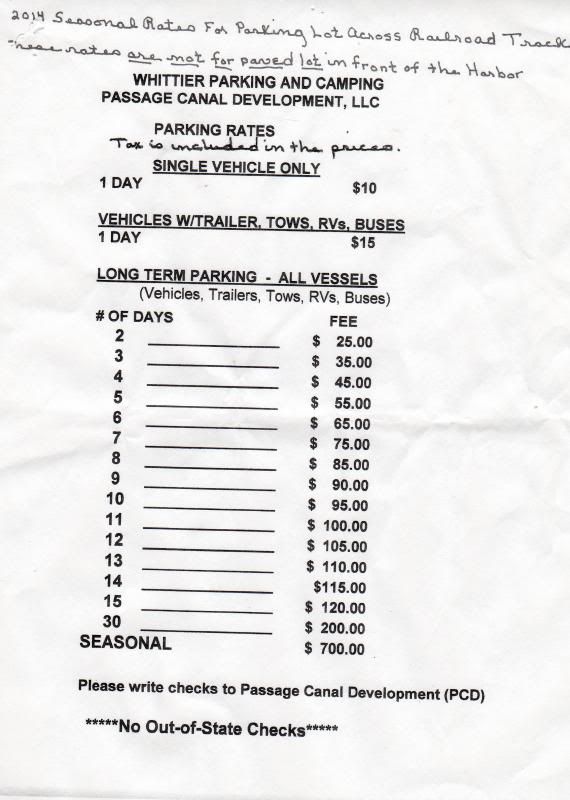 2014 Seasonal Rates For Parking Lot Across Railroad Track
These rates are not for paved lot in front of the Harbor
WHITTIER PARKING AND CAMPING
PASSAGE CANAL DEVELOPMENT, LLC
PARKING RATES
Tax is included in the prices.
SINGLE VEHICLE ONLY
1 DAY $10
VEHICLES W/TRAILER, TOWS, RVs, BUSES
1 DAY $15
LONG TERM PARKING - ALL VESSELS
(Vehicles, Trailers, Tows, RVs, Buses)
# OF DAYS FEE
2 $ 25.00
3 $ 35.00
4 $ 45.00
5 $ 55.00
6 $ 65.00
7 $ 75.00
8 $ 85.00
9 $ 90.00
10 $ 95.00
11 $ 100.00
12 $ 105.00
13 $ 110.00
14 $115.00
15 $ 120.00
30 $ 200.00
SEASONAL $ 700.00
Please write checks to Passage Canal Development (PCD)
*****No Out-of-State Checks*****